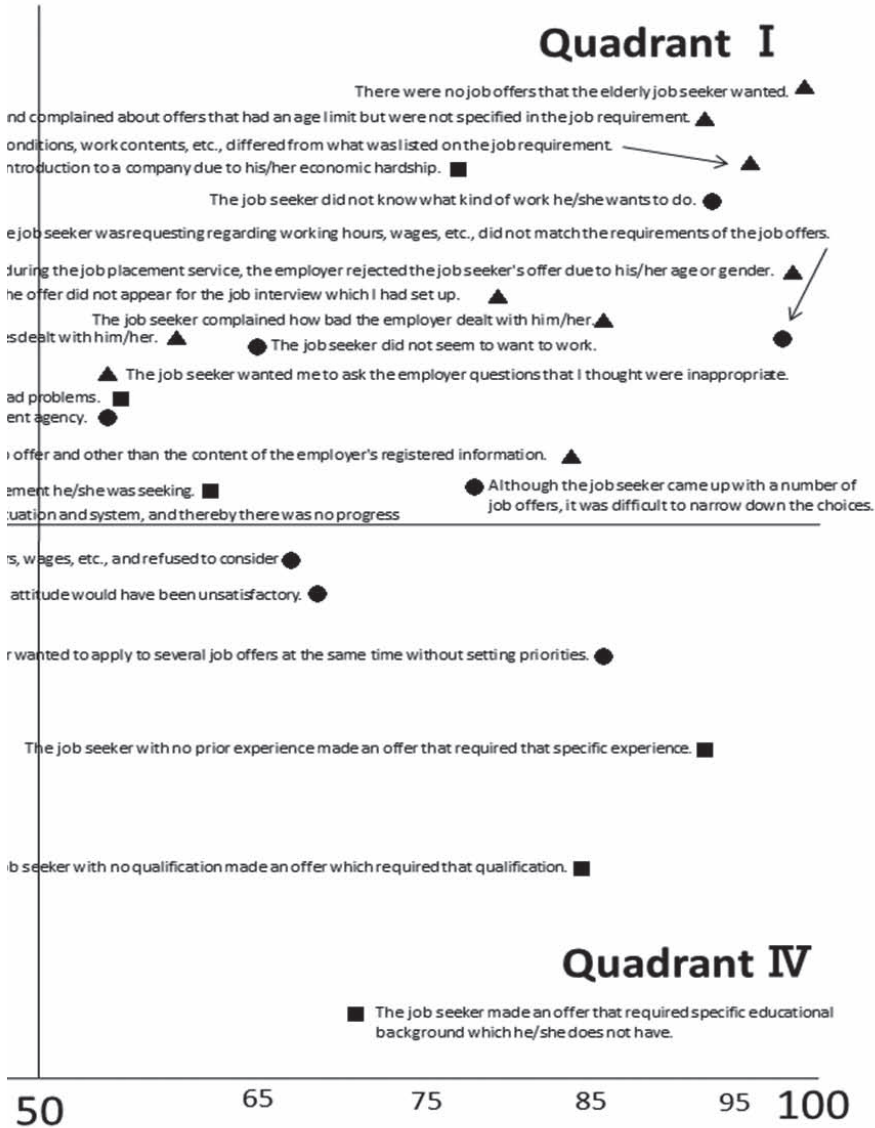 Quadrant Ⅰ
There were no job offers that the elderly job seeker wanted.
nd complained about offers that had an age limit but were not specified in the job requirement.
onditions, work contents, etc., differed from what was listed on the job requirement.
ntroduction to a company due to his/her economic hardship.
The job seeker did not know what kind of work he/she wants to do.
e job seeker was requesting regarding working hours, wages, etc., did not match the requirements of the job offers.
during the job placement service, the employer rejected the job seeker's offer due to his/her age or gender.
he offer did not appear for the job interview which I had set up.
The job seeker complained how bad the employer dealt with him/her.
es dealt with him/her.
The job seeker did not seem to want to work.
The job seeker wanted me to ask the employer questions that I thought were inappropriate.
ad problems.
ent agency.
offer and other than the content of the employer's registered information.
ement he/she was seeking.
Although the job seeker came up with a number of
job offers, it was difficult to narrow down the choices.
tuation and system, and thereby there was no progress
rs, wages, etc., and refused to consider
attitude would have been unsatisfactory.
r wanted to apply to several job offers at the same time without setting priorities.
The job seeker with no prior experience made an offer that required that specific experience.
b seeker with no qualification made an offer which required that qualification.
Quadrant Ⅳ
The job seeker made an offer that required specific educational
background which he/she does not have.
50 65 75 85 95 100